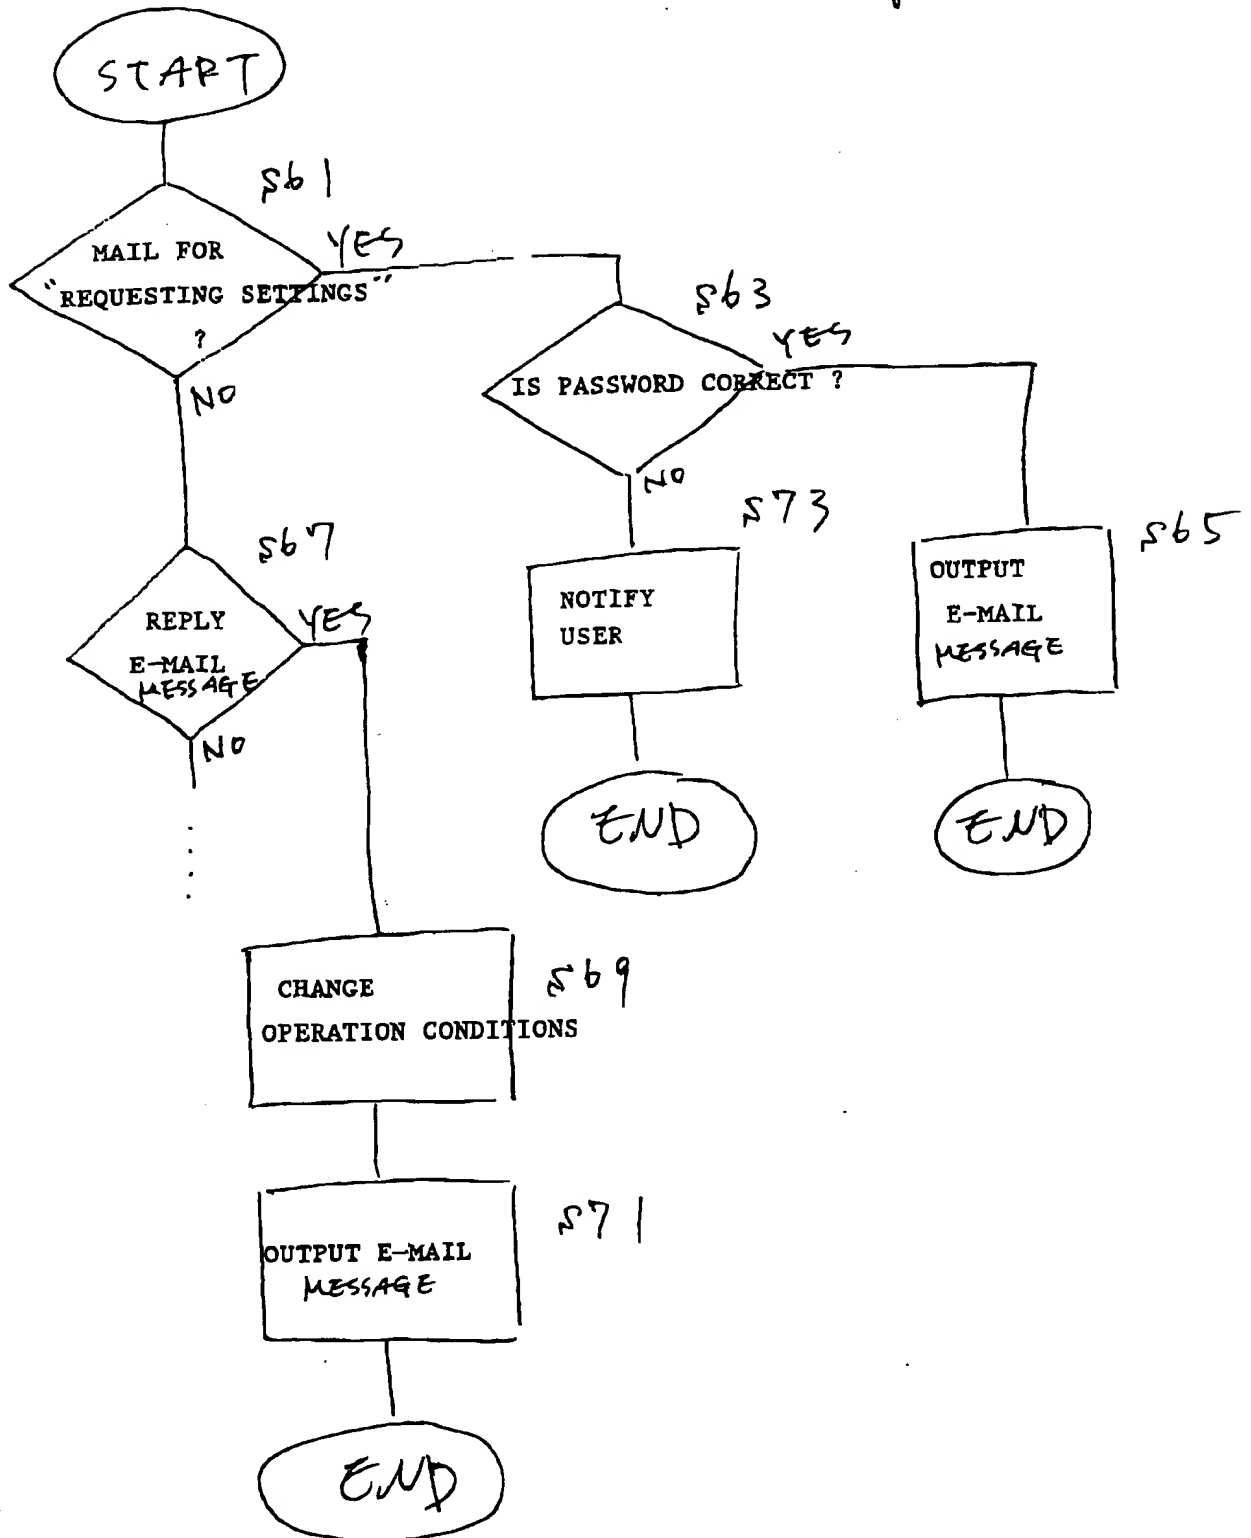 START
S61
MAIL FOR
"REQUESTING SETTINGS"
?
YES
NO
S63
IS PASSWORD CORRECT ?
YES
NO
S73
NOTIFY
USER
END
S65
OUTPUT
E-MAIL
MESSAGE
END
S67
REPLY
E-MAIL
MESSAGE
YES
NO
S69
CHANGE
OPERATION CONDITIONS
S71
OUTPUT E-MAIL
MESSAGE
END